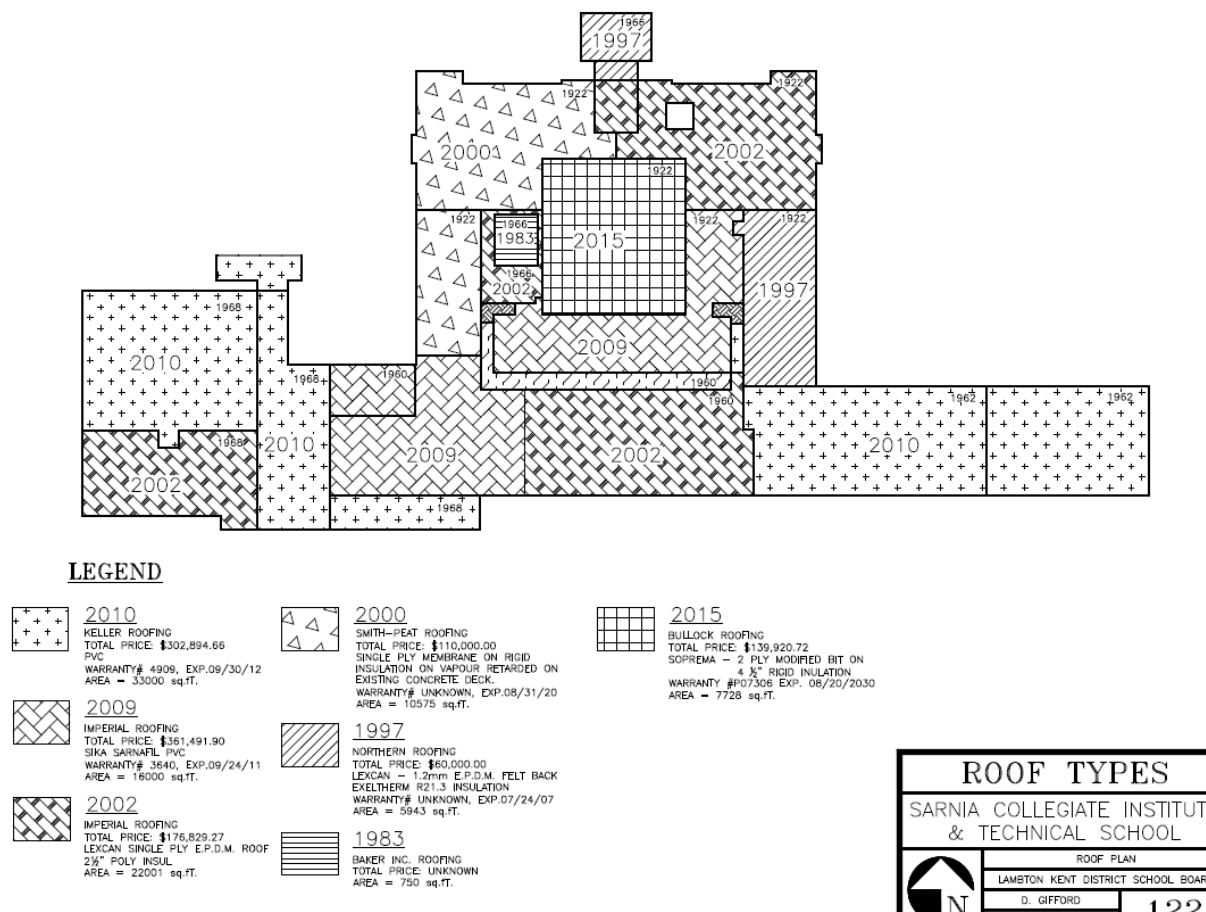 1966
1997
1922
1922
2000
2002
1922
1922
1966
1983
2015
1922
1922
1966
2002
1997
1968
2010
2009
1968
1960
1960
1960
1962
1962
1968
2010
2009
2002
2010
2002
1968
LEGEND
2010
KELLER ROOFING
TOTAL PRICE: $302,894.66
PVC
WARRANTY# 4909, EXP.09/30/12
AREA = 33000 sq.fT.
2009
IMPERIAL ROOFING
TOTAL PRICE: $361,491.90
SIKA SARNAFIL PVC
WARRANTY# 3640, EXP.09/24/11
AREA = 16000 sq.fT.
2002
IMPERIAL ROOFING
TOTAL PRICE: $176,829.27
LEXCAN SINGLE PLY E.P.D.M. ROOF
2½" POLY INSUL
AREA = 22001 sq.fT.
2000
SMITH-PEAT ROOFING
TOTAL PRICE: $110,000.00
SINGLE PLY MEMBRANE ON RIGID
INSULATION ON VAPOUR RETARDED ON
EXISTING CONCRETE DECK.
WARRANTY# UNKNOWN, EXP.08/31/20
AREA = 10575 sq.fT.
1997
NORTHERN ROOFING
TOTAL PRICE: $60,000.00
LEXCAN - 1.2mm E.P.D.M. FELT BACK
EXELTHERM R21.3 INSULATION
WARRANTY# UNKNOWN, EXP.07/24/07
AREA = 5943 sq.fT.
1983
BAKER INC. ROOFING
TOTAL PRICE: UNKNOWN
AREA = 750 sq.fT.
2015
BULLOCK ROOFING
TOTAL PRICE: $139,920.72
SOPREMA - 2 PLY MODIFIED BIT ON
4 ½" RIGID INULATION
WARRANTY #P07306 EXP. 08/20/2030
AREA = 7728 sq.fT.
ROOF TYPES
SARNIA COLLEGIATE INSTITUT
& TECHNICAL SCHOOL
ROOF PLAN
LAMBTON KENT DISTRICT SCHOOL BOAR
D. GIFFORD
N
122